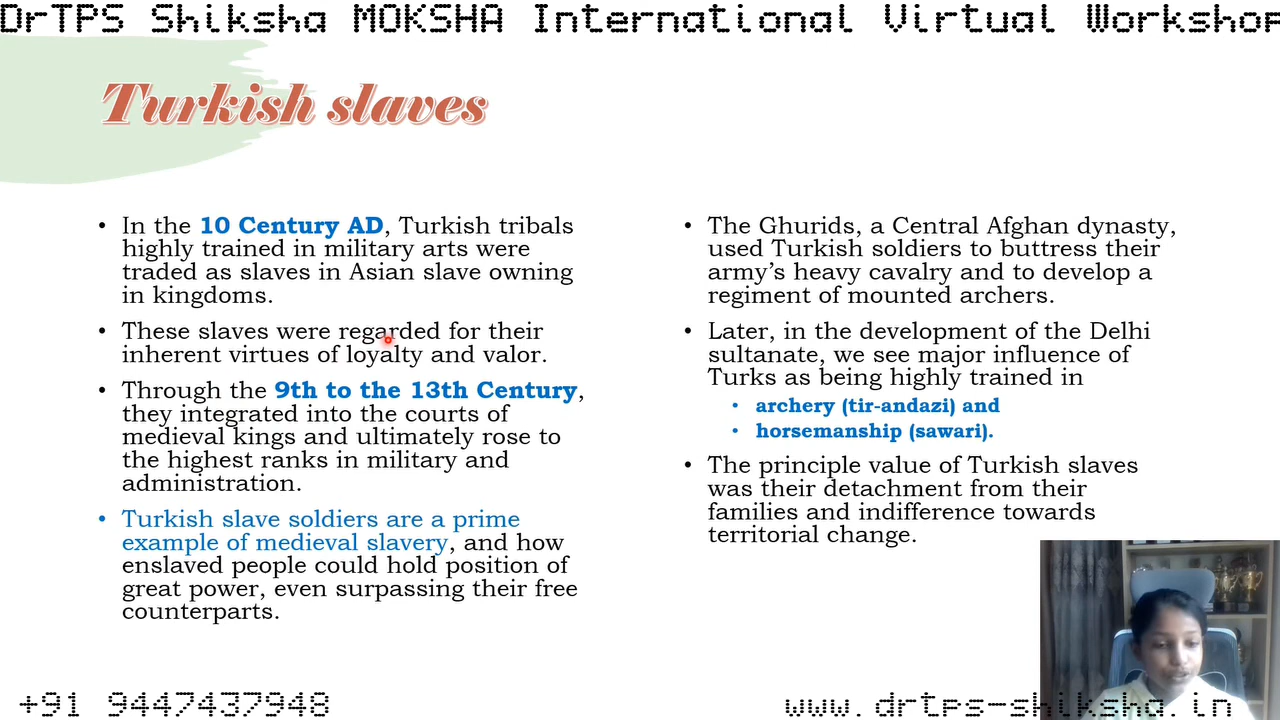 DrTPS Shiksha MOKSHA International Virtual Workshop
Turkish slaves
• In the 10 Century AD, Turkish tribals
highly trained in military arts were
traded as slaves in Asian slave owning
in kingdoms.
• These slaves were regarded for their
inherent virtues of loyalty and valor.
• Through the 9th to the 13th Century,
they integrated into the courts of
medieval kings and ultimately rose to
the highest ranks in military and
administration.
• Turkish slave soldiers are a prime
example of medieval slavery, and how
enslaved people could hold position of
great power, even surpassing their free
counterparts.
• The Ghurids, a Central Afghan dynasty,
used Turkish soldiers to buttress their
army’s heavy cavalry and to develop a
regiment of mounted archers.
• Later, in the development of the Delhi
sultanate, we see major influence of
Turks as being highly trained in
• archery (tir-andazi) and
• horsemanship (sawari).
• The principle value of Turkish slaves
was their detachment from their
families and indifference towards
territorial change.
+91 9447437948
www.drtps-shiksha.in